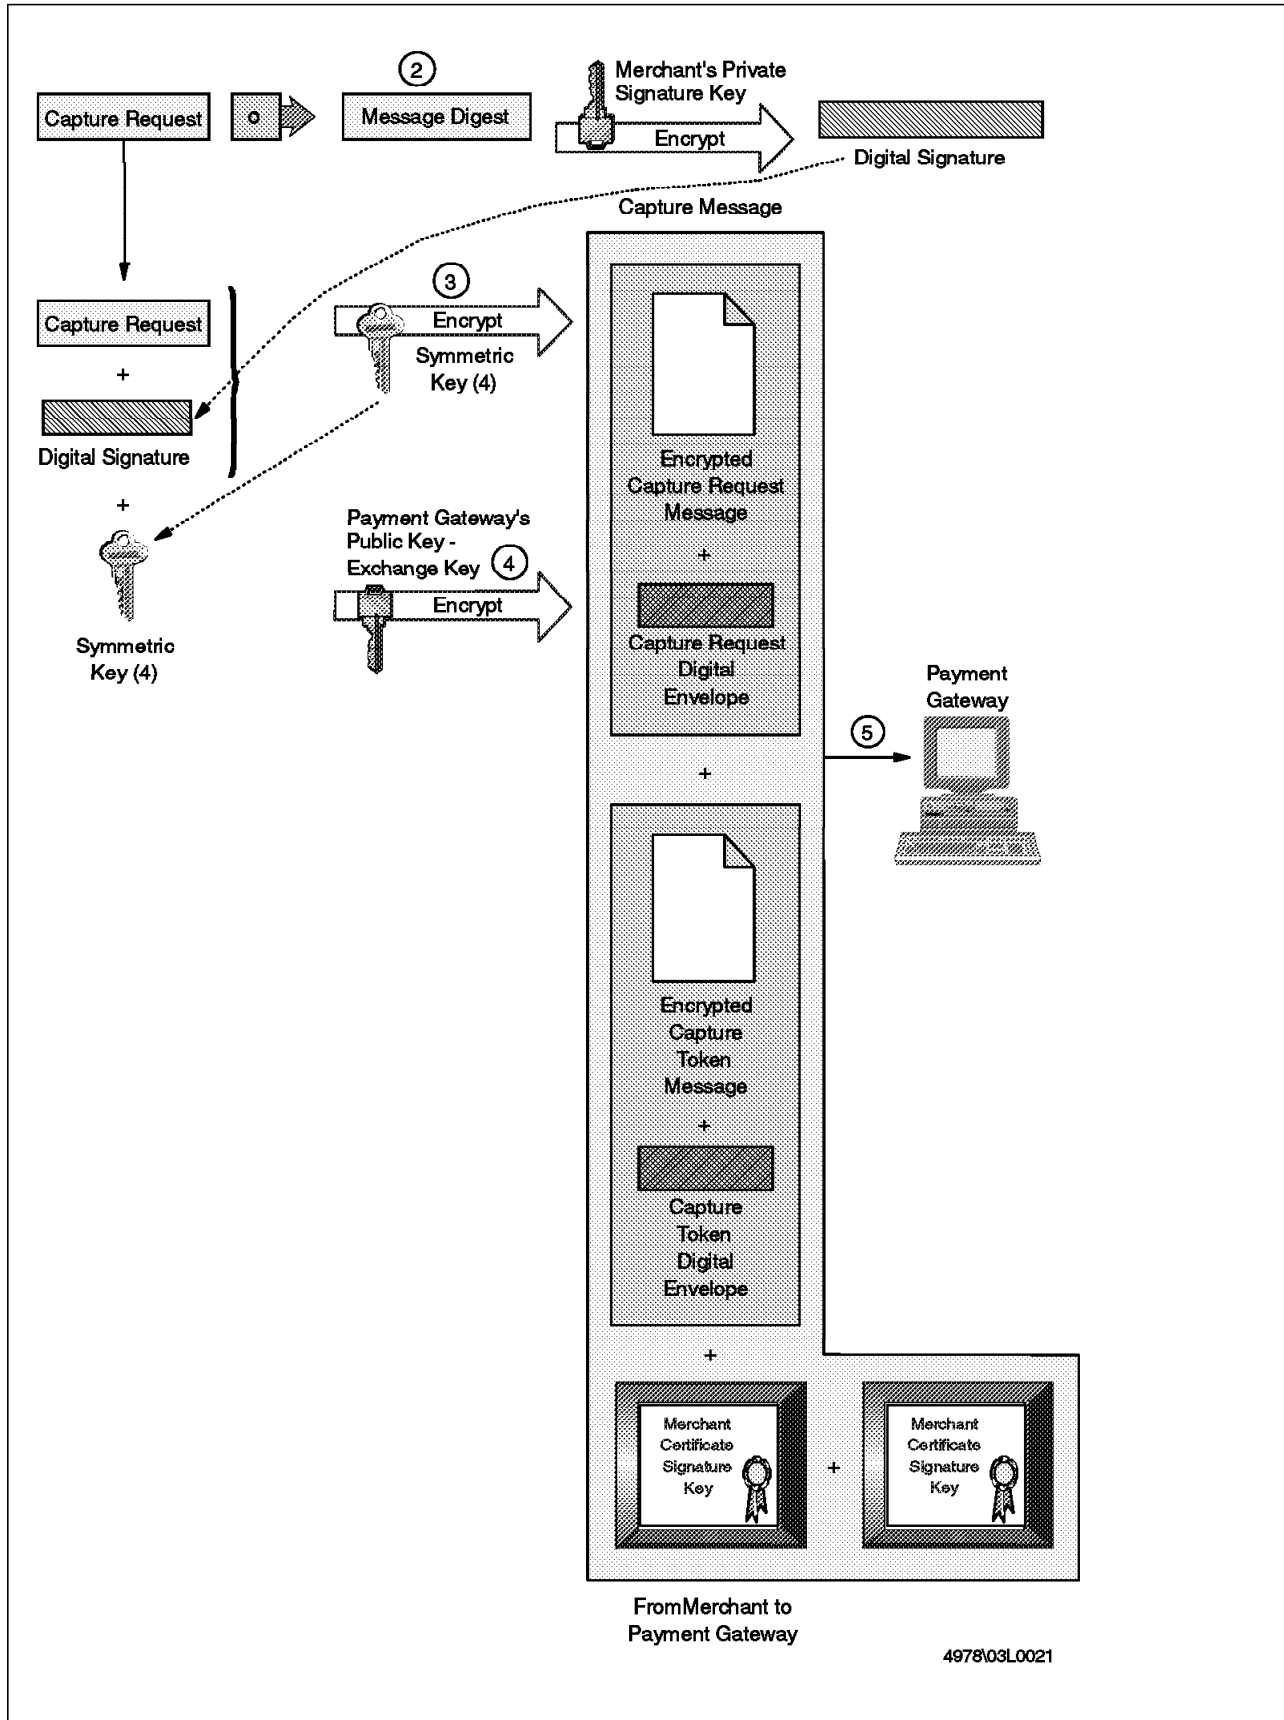 2
Merchant's Private
Signature Key
Capture Request
Message Digest
Encrypt
Digital Signature
Capture Message
3
Capture Request
Encrypt
+
Symmetric
Key (4)
Digital Signature
+
Symmetric
Key (4)
Payment Gateway's
Public Key -
Exchange Key
4
Encrypt
Encrypted
Capture Request
Message
+
Capture Request
Digital
Envelope
+
5
Payment
Gateway
Encrypted
Capture
Token
Message
+
Capture
Token
Digital
Envelope
+
Merchant
Certificate
Signature
Key
+
Merchant
Certificate
Signature
Key
FromMerchant to
Payment Gateway
4978\03L0021